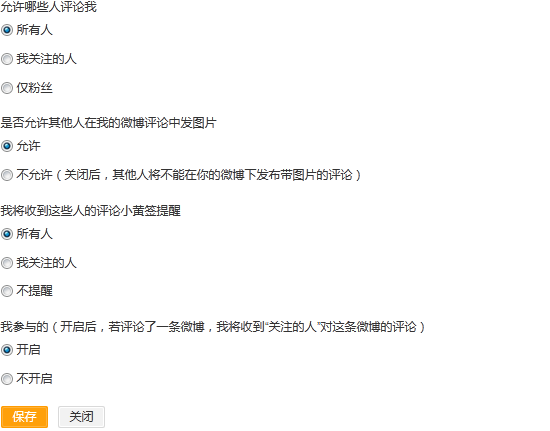 允许哪些人评论我
所有人
我关注的人
仅粉丝
是否允许其他人在我的微博评论中发图片
允许
不允许（关闭后，其他人将不能在你的微博下发布带图片的评论）
我将收到这些人的评论小黄签提醒
所有人
我关注的人
不提醒
我参与的（开启后，若评论了一条微博，我将收到“关注的人”对这条微博的评论）
开启
不开启
保存 关闭